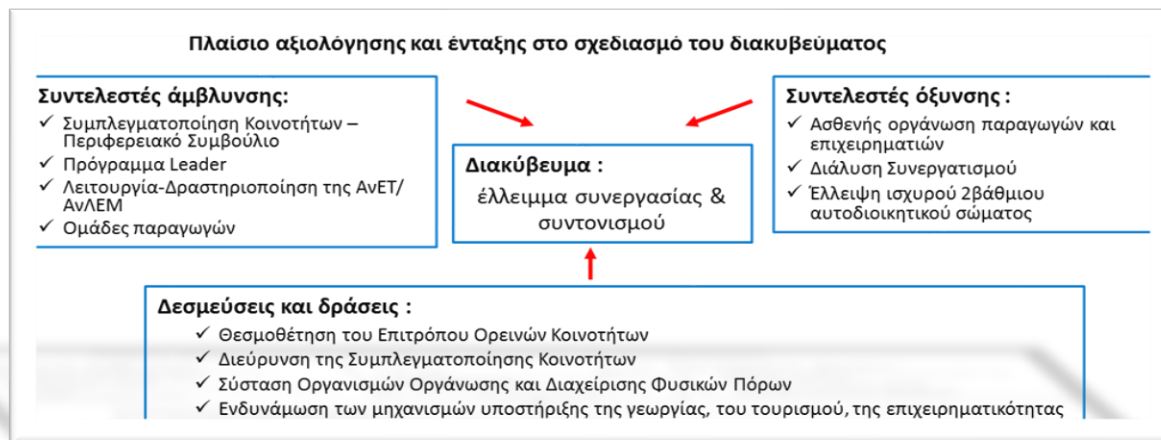 Πλαίσιο αξιολόγησης και ένταξης στο σχεδιασμό του διακυβεύματος
Συντελεστές άμβλυνσης:
✓ Συμπλεγματοποίηση Κοινοτήτων –
Περιφερειακό Συμβούλιο
✓ Πρόγραμμα Leader
✓ Λειτουργία-Δραστηριοποίηση της ΑνΕΤ/
ΑνΛΕΜ
✓ Ομάδες παραγωγών
Διακύβευμα :
έλλειμμα συνεργασίας &
συντονισμού
Συντελεστές όξυνσης :
✓ Ασθενής οργάνωση παραγωγών και
επιχειρηματιών
✓ Διάλυση Συνεργατισμού
✓ Έλλειψη ισχυρού 2βάθμιου
αυτοδιοικητικού σώματος
Δεσμεύσεις και δράσεις :
✓ Θεσμοθέτηση του Επιτρόπου Ορεινών Κοινοτήτων
✓ Διεύρυνση της Συμπλεγματοποίησης Κοινοτήτων
✓ Σύσταση Οργανισμών Οργάνωσης και Διαχείρισης Φυσικών Πόρων
✓ Ενδυνάμωση των μηχανισμών υποστήριξης της γεωργίας, του τουρισμού, της επιχειρηματικότητας